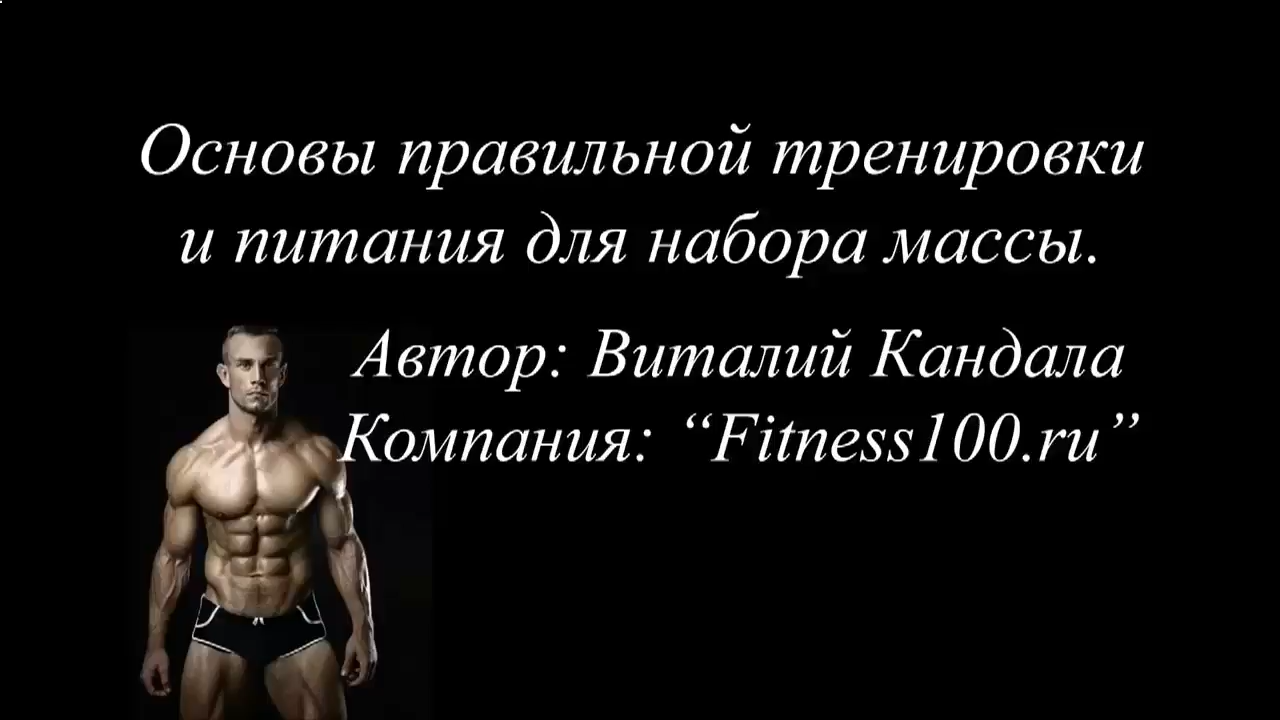 Основы правильной тренировки
и питания для набора массы.
Автор: Виталий Кандала
Компания: “Fitness100.ru”